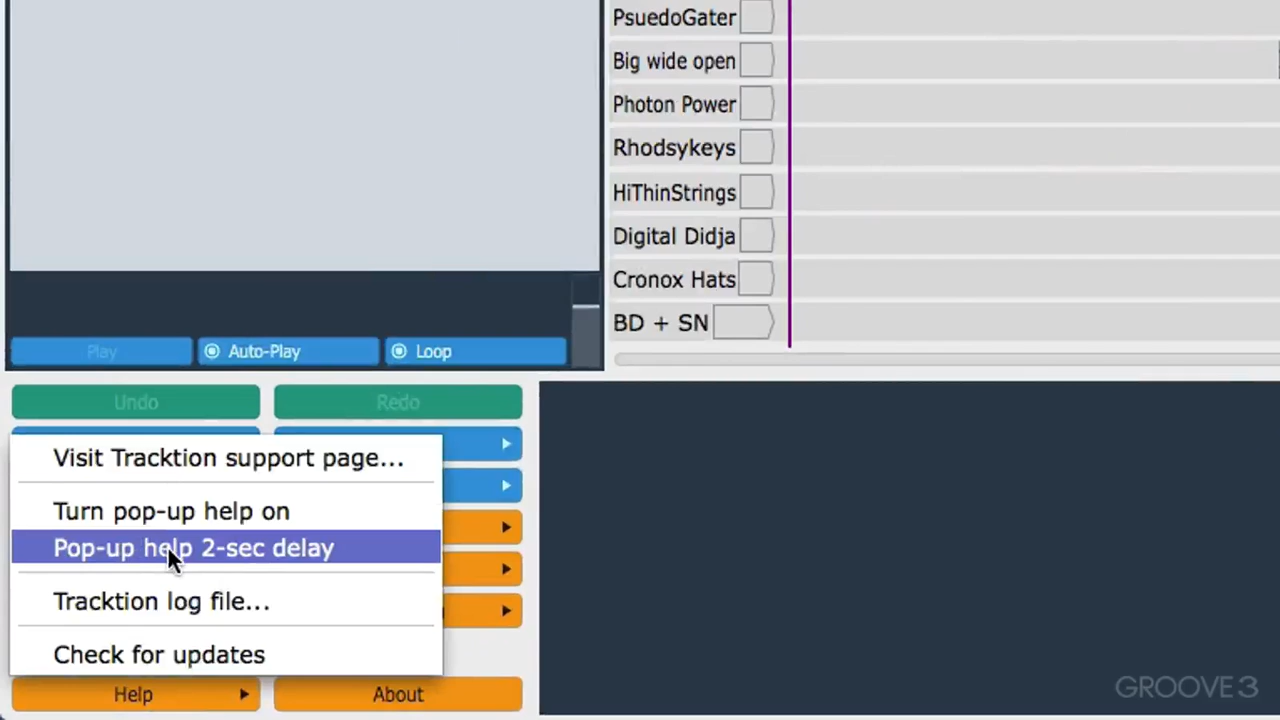 PsuedoGater
Big wide open
Photon Power
Rhodsykeys
HiThinStrings
Digital Didja
Cronox Hats
BD + SN
Play
Auto-Play
Loop
Undo
Redo
Visit Tracktion support page...
Turn pop-up help on
Pop-up help 2-sec delay
Tracktion log file...
Check for updates
Help
About
GROOVE3